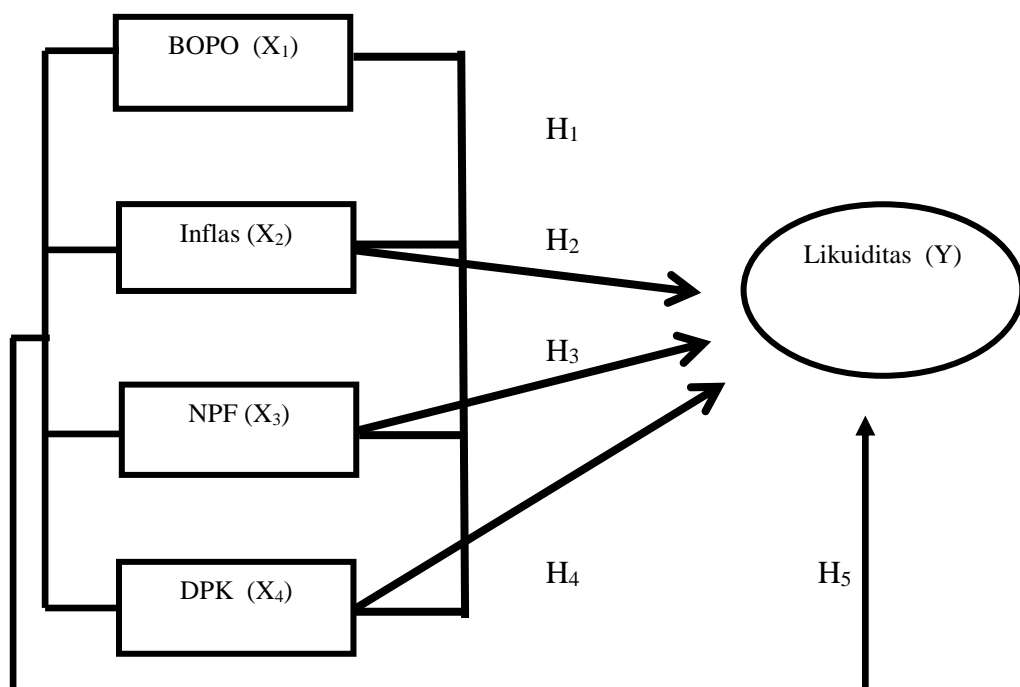 BOPO (X₁)
H₁
Inflas (X₂)
H₂
Likuiditas (Y)
H₃
NPF (X₃)
H₄
H₅
DPK (X₄)